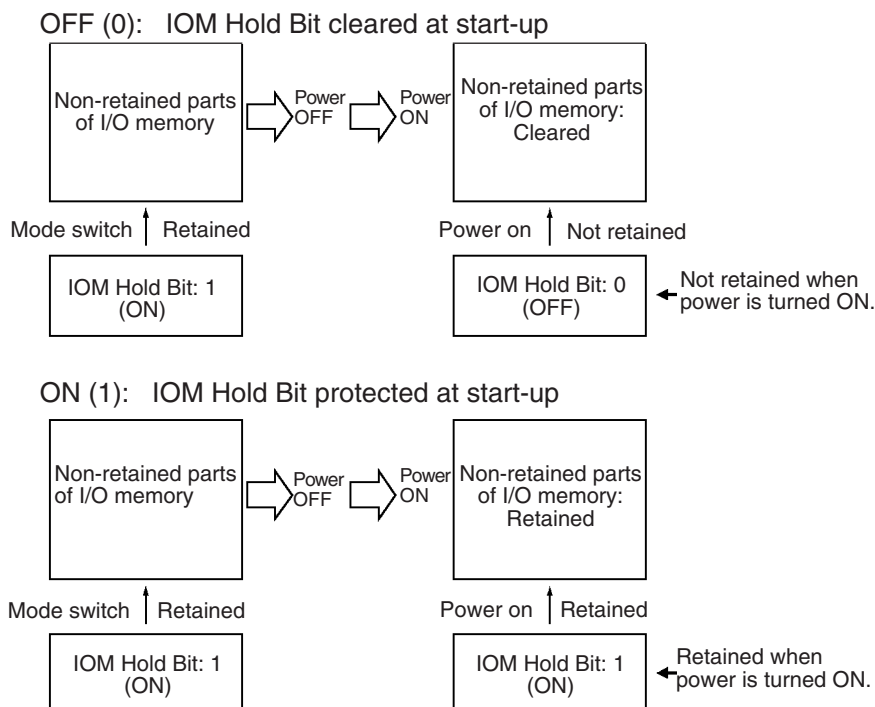 OFF (0): IOM Hold Bit cleared at start-up
Non-retained parts
of I/O memory
Power
OFF
Power
ON
Non-retained parts
of I/O memory:
Cleared
Mode switch
Retained
Power on
Not retained
IOM Hold Bit: 1
(ON)
IOM Hold Bit: 0
(OFF)
Not retained when
power is turned ON.
ON (1): IOM Hold Bit protected at start-up
Non-retained parts
of I/O memory
Power
OFF
Power
ON
Non-retained parts
of I/O memory:
Retained
Mode switch
Retained
Power on
Retained
IOM Hold Bit: 1
(ON)
IOM Hold Bit: 1
(ON)
Retained when
power is turned ON.